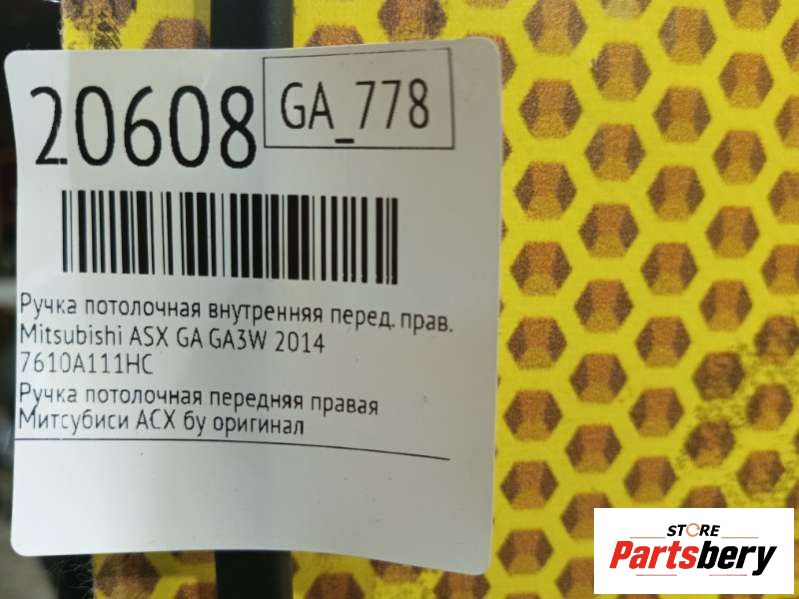 20608
GA_778
Ручка потолочная внутренняя перед. прав.
Mitsubishi ASX GA GA3W 2014
7610A111HC
Ручка потолочная передняя правая
Митсубиси АСХ бу оригинал
STORE
Partsbery